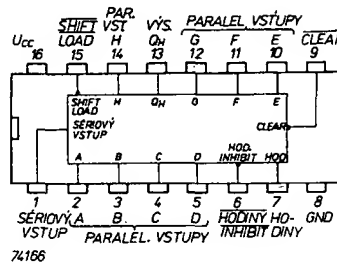 SHIFT PAR. VÝS. PARALEL. VSTUPY CLEAR
UCC LOAD VST. H QH G F E
16 15 14 13 12 11 10 9
SHIFT LOAD H QH G F E
SÉRIOVÝ VSTUP
CLEAR
HOD. INHIBIT HOD.
A B C D
1 2 3 4 5 6 7 8
SÉRIOVÝ VSTUP A B C D HODINY INHIBIT HO-DINY GND
PARALEL. VSTUPY
74166